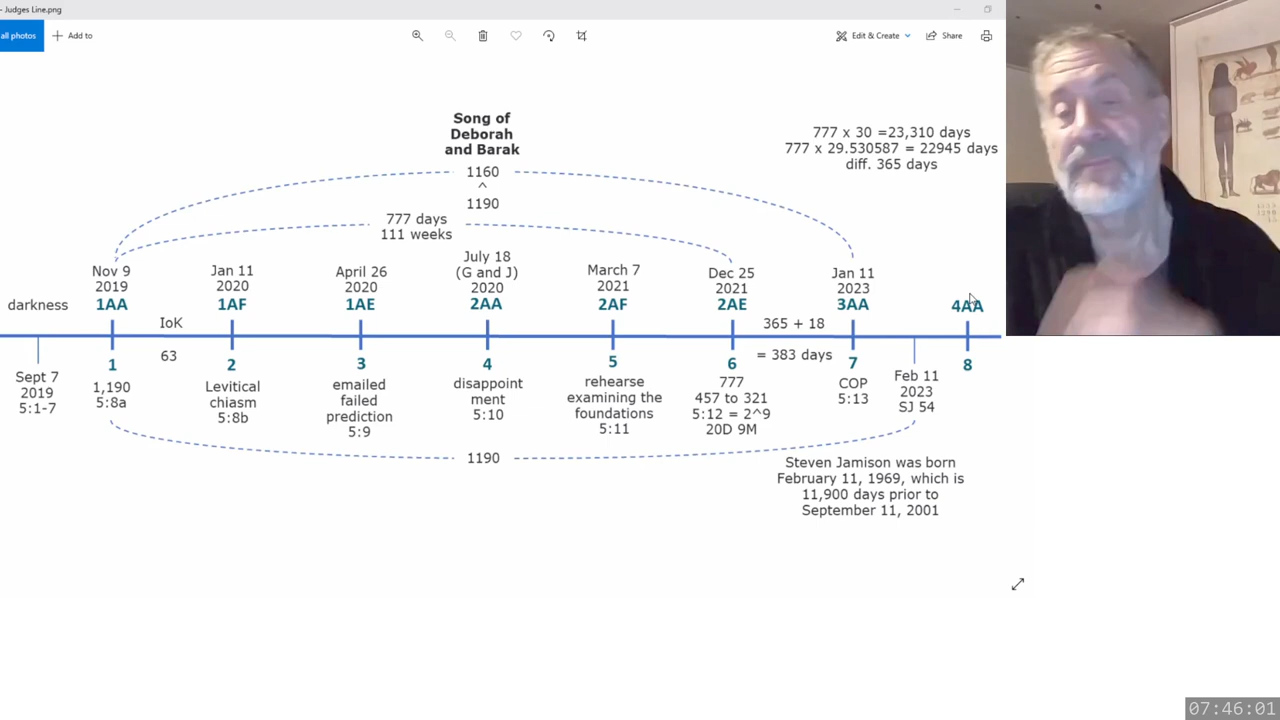 - Judges Line.png
all photos
Add to
Edit & Create
Share
Song of
Deborah
and Barak
1160
^
1190
777 x 30 =23,310 days
777 x 29.530587 = 22945 days
diff. 365 days
777 days
111 weeks
darkness
Nov 9
2019
1AA
IoK
Jan 11
2020
1AF
April 26
2020
1AE
July 18
(G and J)
2020
2AA
March 7
2021
2AF
Dec 25
2021
2AE
365 + 18
Jan 11
2023
3AA
4AA
Sept 7
2019
5:1-7
1
1,190
5:8a
63
2
Levitical
chiasm
5:8b
3
emailed
failed
prediction
5:9
4
disappoint
ment
5:10
5
rehearse
examining the
foundations
5:11
6
777
457 to 321
5:12 = 2^9
20D 9M
= 383 days
7
COP
5:13
Feb 11
2023
SJ 54
8
1190
Steven Jamison was born
February 11, 1969, which is
11,900 days prior to
September 11, 2001
07:46:01